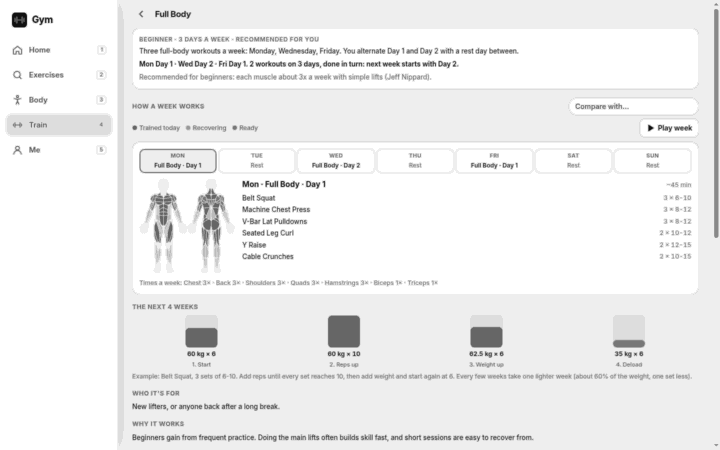 Gym
Full Body
Home 1
Exercises 2
Body 3
Train 4
Me 5
BEGINNER · 3 DAYS A WEEK · RECOMMENDED FOR YOU
Three full-body workouts a week: Monday, Wednesday, Friday. You alternate Day 1 and Day 2 with a rest day between.
Mon Day 1 · Wed Day 2 · Fri Day 1. 2 workouts on 3 days, done in turn: next week starts with Day 2.
Recommended for beginners: each muscle about 3x a week with simple lifts (Jeff Nippard).
HOW A WEEK WORKS
Compare with...
Trained today Recovering Ready
Play week
MON TUE WED THU FRI SAT SUN
Full Body · Day 1 Rest Full Body · Day 2 Rest Full Body · Day 1 Rest Rest
Mon · Full Body · Day 1 ~45 min
Belt Squat 3 × 6-10
Machine Chest Press 3 × 8-12
V-Bar Lat Pulldowns 3 × 8-12
Seated Leg Curl 2 × 10-12
Y Raise 2 × 12-15
Cable Crunches 2 × 10-15
Times a week: Chest 3× · Back 3× · Shoulders 3× · Quads 3× · Hamstrings 3× · Biceps 1× · Triceps 1×
THE NEXT 4 WEEKS
60 kg × 6 60 kg × 10 62.5 kg × 6 35 kg × 6
1. Start 2. Reps up 3. Weight up 4. Deload
Example: Belt Squat, 3 sets of 6-10. Add reps until every set reaches 10, then add weight and start again at 6. Every few weeks take one lighter week (about 60% of the weight, one set less).
WHO IT'S FOR
New lifters, or anyone back after a long break.
WHY IT WORKS
Beginners gain from frequent practice. Doing the main lifts often builds skill fast, and short sessions are easy to recover from.